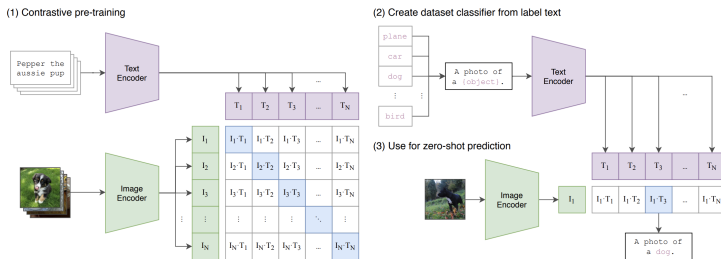 (1) Contrastive pre-training
Pepper the
aussie pup
Text
Encoder
...
T1 T2 T3 ... TN
I1 I1·T1 I1·T2 I1·T3 ... I1·TN
I2 I2·T1 I2·T2 I2·T3 ... I2·TN
I3 I3·T1 I3·T2 I3·T3 ... I3·TN
⋮ ⋮ ⋮ ⋮ ⋱ ⋮
IN IN·T1 IN·T2 IN·T3 ... IN·TN
Image
Encoder
(2) Create dataset classifier from label text
plane
car
dog
⋮
bird
A photo of
a {object}.
⋮
Text
Encoder
...
(3) Use for zero-shot prediction
T1 T2 T3 ... TN
Image
Encoder
I1 I1·T1 I1·T2 I1·T3 ... I1·TN
A photo of
a dog.